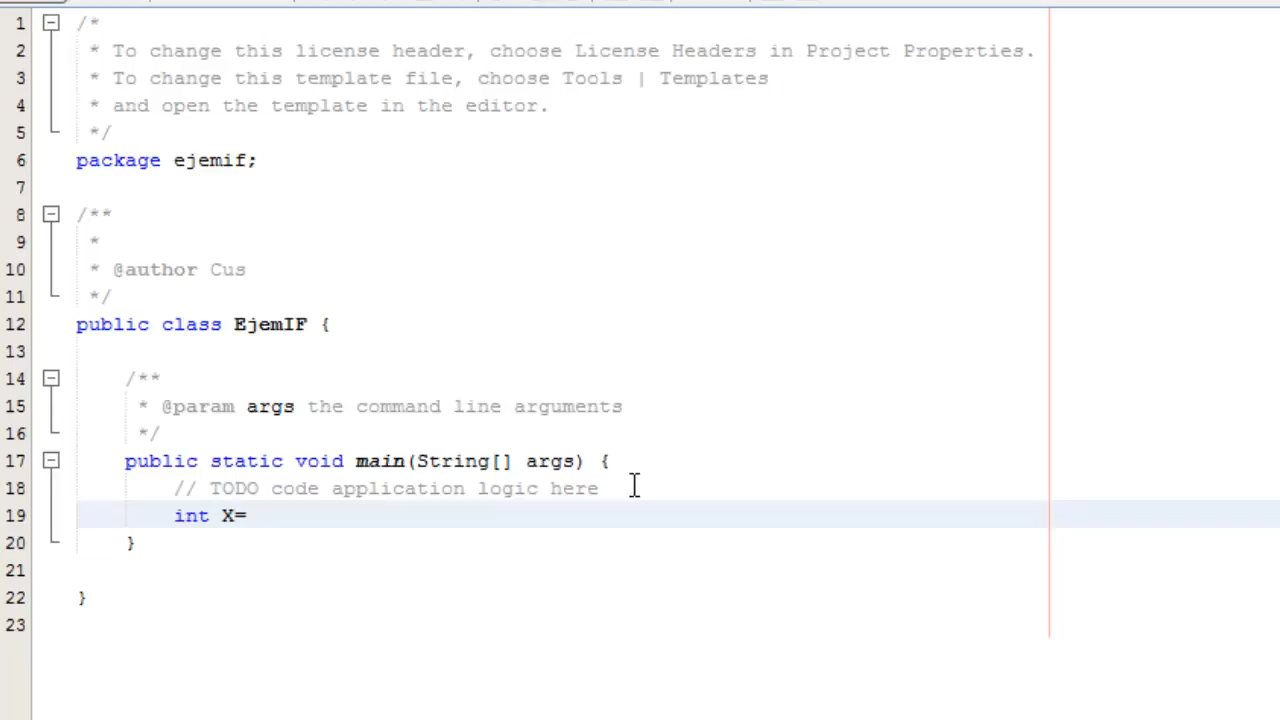 1 /*
2 * To change this license header, choose License Headers in Project Properties.
3 * To change this template file, choose Tools | Templates
4 * and open the template in the editor.
5 */
6 package ejemif;
7
8 /**
9 *
10 * @author Cus
11 */
12 public class EjemIF {
13
14 /**
15 * @param args the command line arguments
16 */
17 public static void main(String[] args) {
18 // TODO code application logic here
19 int X=
20 }
21
22 }
23